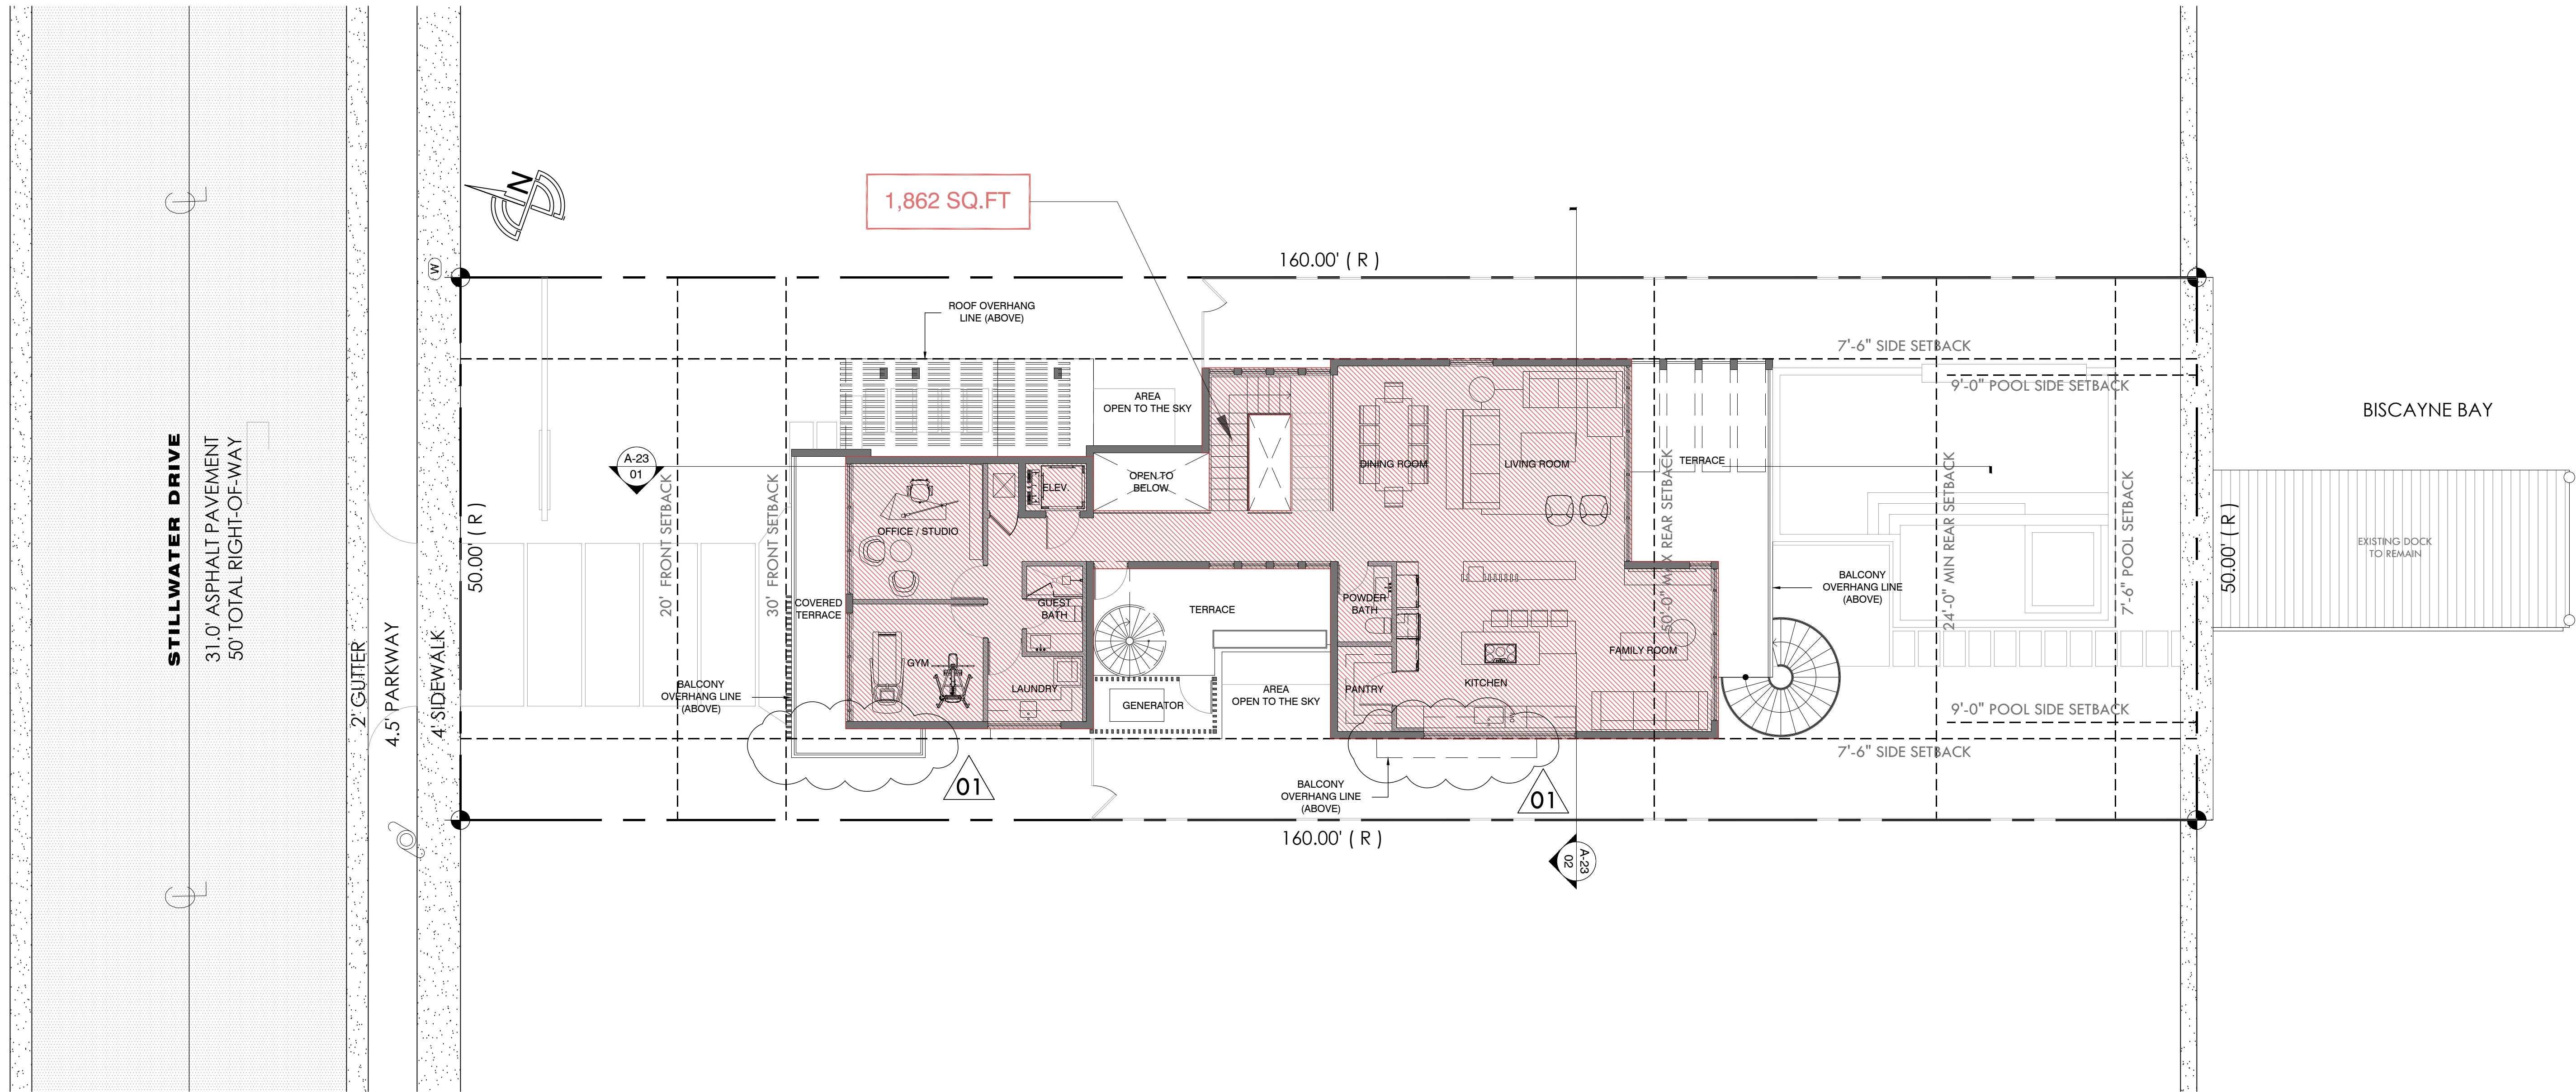 STILLWATER DRIVE
31.0' ASPHALT PAVEMENT
50' TOTAL RIGHT-OF-WAY
2' GUTTER
4.5' PARKWAY
4' SIDEWALK
N
W
1,862 SQ.FT
160.00' ( R )
50.00' ( R )
20' FRONT SETBACK
30' FRONT SETBACK
A-23
01
ROOF OVERHANG
LINE (ABOVE)
AREA
OPEN TO THE SKY
OPEN TO
BELOW
ELEV.
OFFICE / STUDIO
COVERED
TERRACE
GUEST
BATH
GYM
LAUNDRY
BALCONY
OVERHANG LINE
(ABOVE)
TERRACE
GENERATOR
AREA
OPEN TO THE SKY
DINING ROOM
LIVING ROOM
POWDER
BATH
PANTRY
KITCHEN
FAMILY ROOM
TERRACE
50'-0" MAX REAR SETBACK
BALCONY
OVERHANG LINE
(ABOVE)
7'-6" SIDE SETBACK
9'-0" POOL SIDE SETBACK
24'-0" MIN REAR SETBACK
7'-6" POOL SETBACK
9'-0" POOL SIDE SETBACK
7'-6" SIDE SETBACK
50.00' ( R )
BISCAYNE BAY
EXISTING DOCK
TO REMAIN
01
BALCONY
OVERHANG LINE
(ABOVE)
01
160.00' ( R )
A-23
02